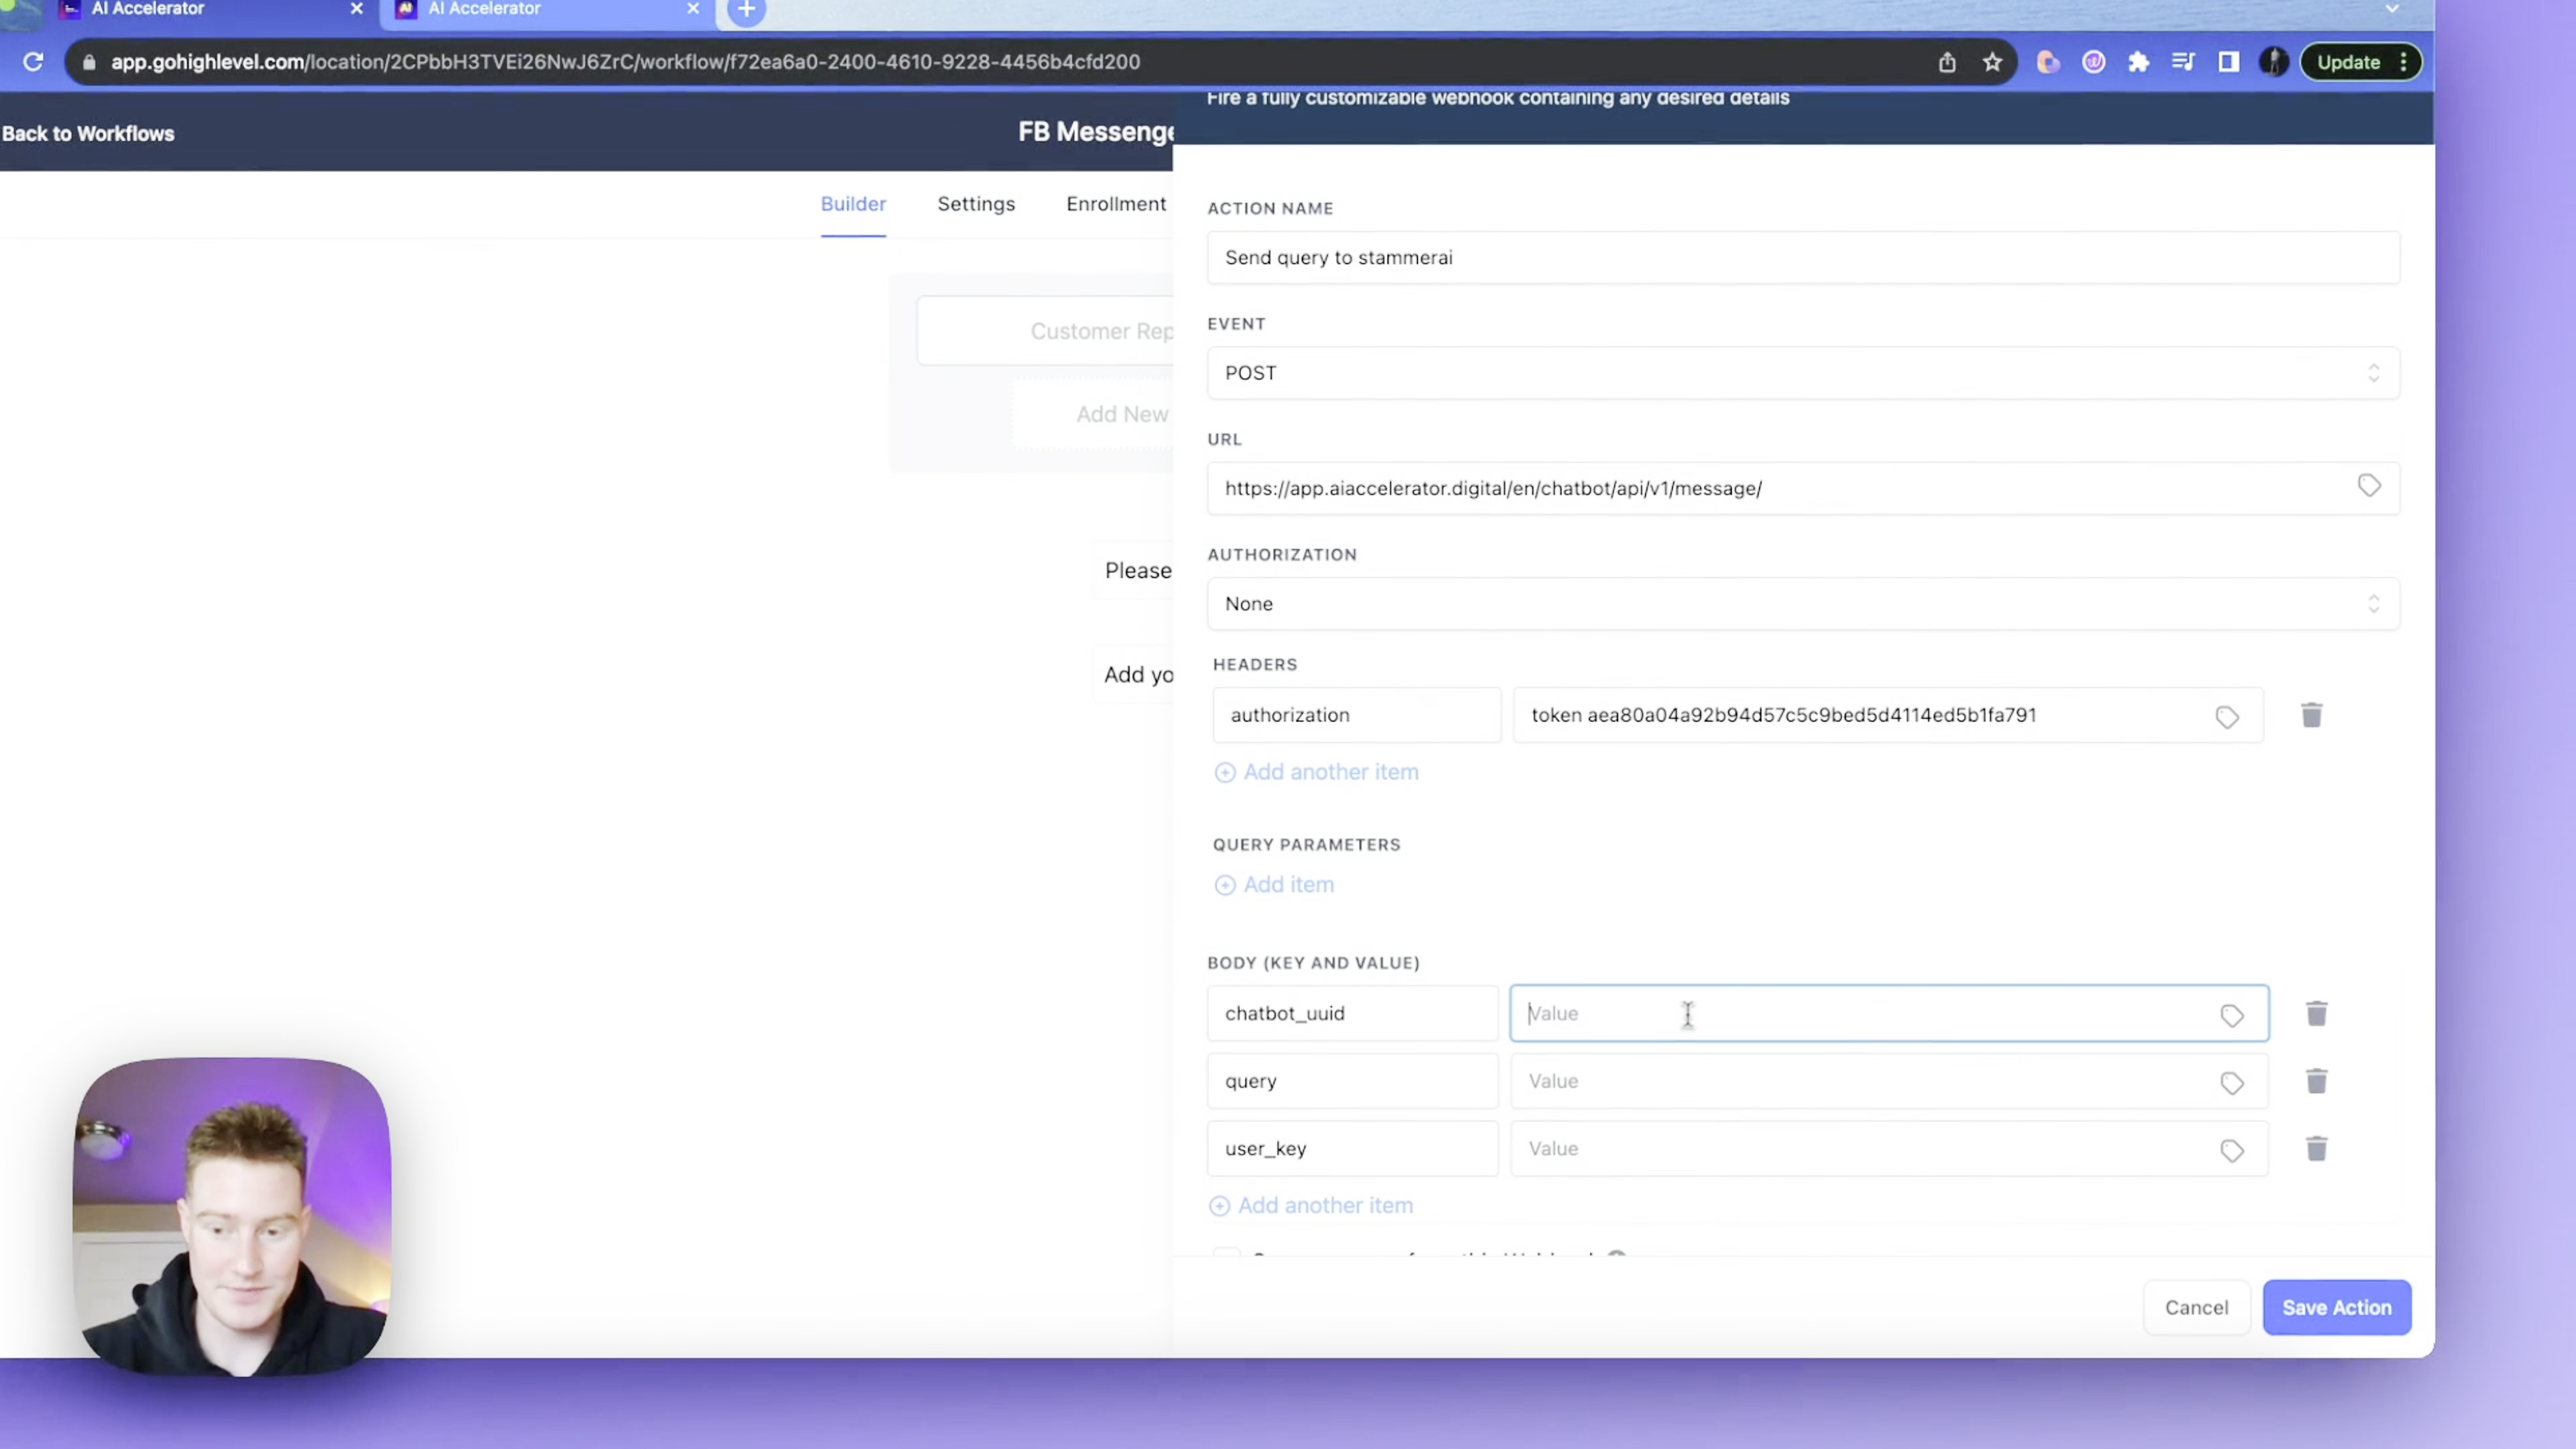 AI Accelerator
AI Accelerator
app.gohighlevel.com/location/2CPbbH3TVEi26NwJ6ZrC/workflow/f72ea6a0-2400-4610-9228-4456b4cfd200
Update
Fire a fully customizable webhook containing any desired details
Back to Workflows
FB Messenge
Builder
Settings
Enrollment
Customer Rep
Add New
Please
Add yo
ACTION NAME
Send query to stammerai
EVENT
POST
URL
https://app.aiaccelerator.digital/en/chatbot/api/v1/message/
AUTHORIZATION
None
HEADERS
authorization
token aea80a04a92b94d57c5c9bed5d4114ed5b1fa791
Add another item
QUERY PARAMETERS
Add item
BODY (KEY AND VALUE)
chatbot_uuid
Value
query
Value
user_key
Value
Add another item
Cancel
Save Action